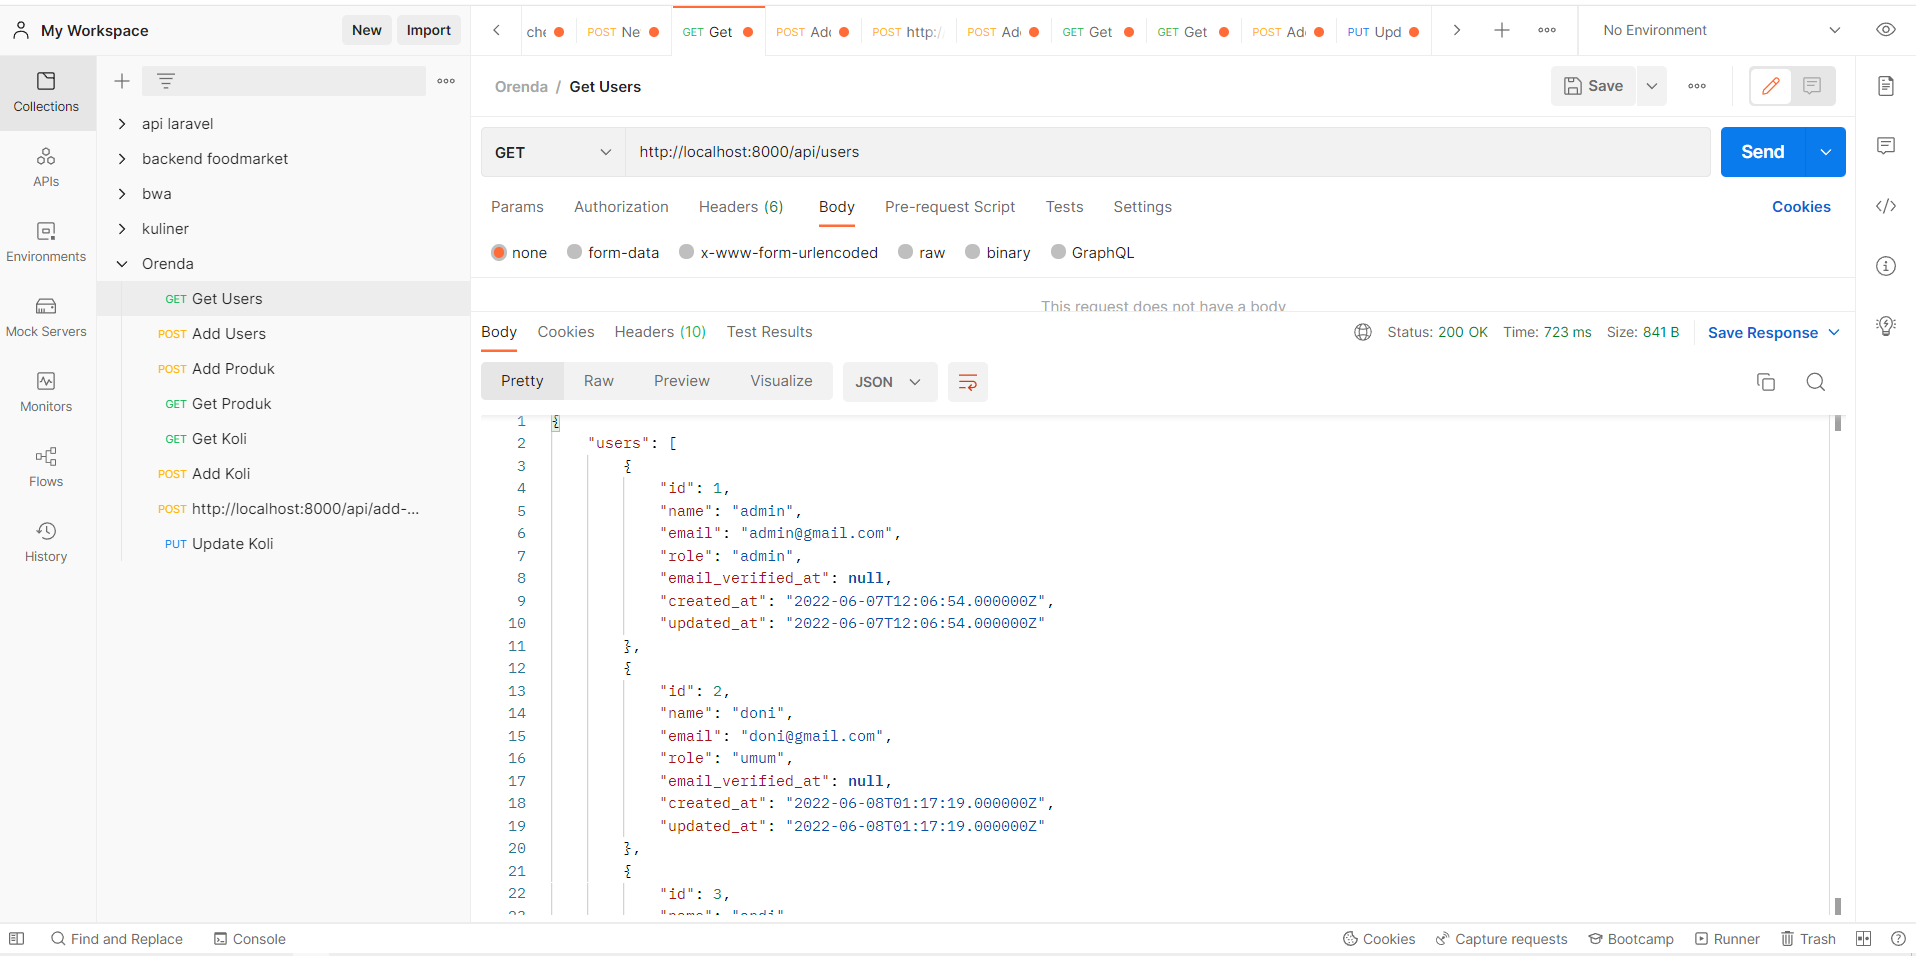 My Workspace
New
Import
che
POST Ne
GET Get
POST Adc
POST http:/
POST Ad
GET Get
GET Get
POST Ad
PUT Upd
No Environment
Collections
APIs
Environments
Mock Servers
Monitors
Flows
History
api laravel
backend foodmarket
bwa
kuliner
Orenda
GET Get Users
POST Add Users
POST Add Produk
GET Get Produk
GET Get Koli
POST Add Koli
POST http://localhost:8000/api/add-...
PUT Update Koli
Orenda / Get Users
Save
GET
http://localhost:8000/api/users
Send
Params
Authorization
Headers (6)
Body
Pre-request Script
Tests
Settings
Cookies
none
form-data
x-www-form-urlencoded
raw
binary
GraphQL
This request does not have a body
Body
Cookies
Headers (10)
Test Results
Status: 200 OK
Time: 723 ms
Size: 841 B
Save Response
Pretty
Raw
Preview
Visualize
JSON
1 {
2 "users": [
3 {
4 "id": 1,
5 "name": "admin",
6 "email": "admin@gmail.com",
7 "role": "admin",
8 "email_verified_at": null,
9 "created_at": "2022-06-07T12:06:54.000000Z",
10 "updated_at": "2022-06-07T12:06:54.000000Z"
11 },
12 {
13 "id": 2,
14 "name": "doni",
15 "email": "doni@gmail.com",
16 "role": "umum",
17 "email_verified_at": null,
18 "created_at": "2022-06-08T01:17:19.000000Z",
19 "updated_at": "2022-06-08T01:17:19.000000Z"
20 },
21 {
22 "id": 3,
23 "name": "andi"
Find and Replace
Console
Cookies
Capture requests
Bootcamp
Runner
Trash